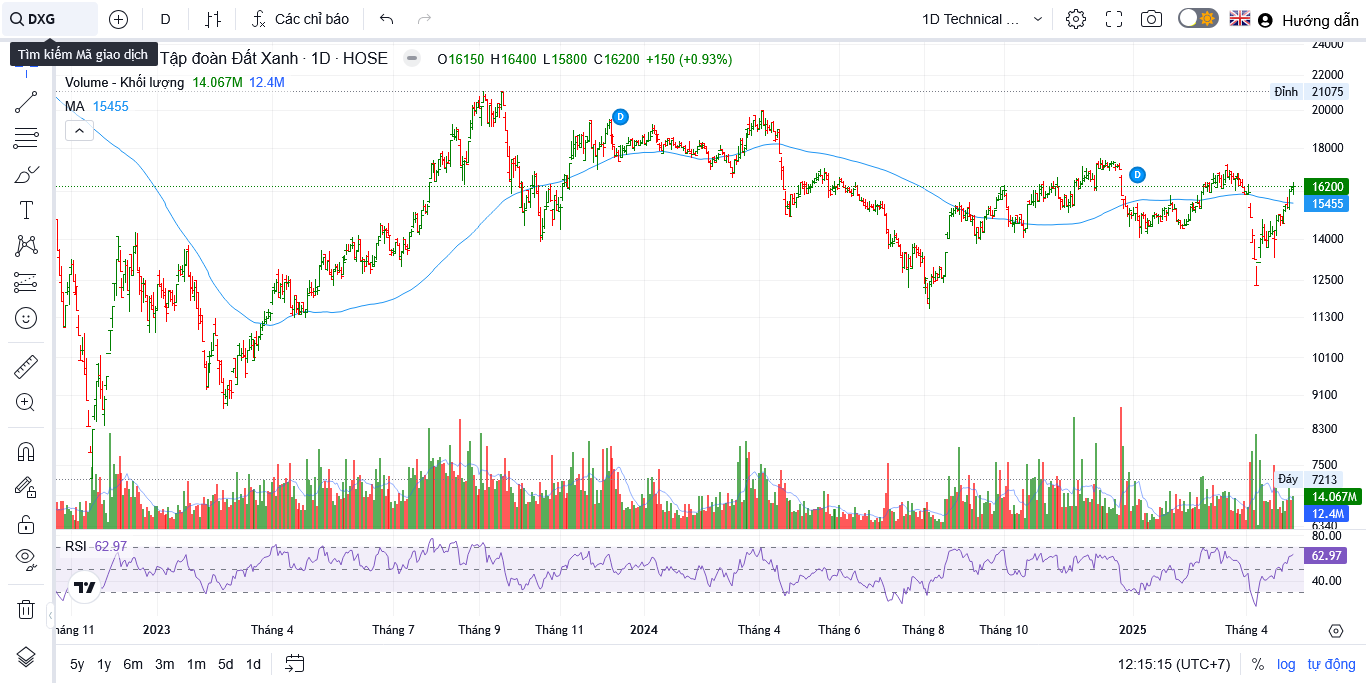 DXG D Các chỉ báo 1D Technical ... Hướng dẫn
Tìm kiếm Mã giao dịch
Tập đoàn Đất Xanh · 1D · HOSE O16150 H16400 L15800 C16200 +150 (+0.93%)
Volume - Khối lượng 14.067M 12.4M
MA 15455
24000
22000
Đỉnh 21075
20000
18000
16200
15455
14000
12500
11300
10100
9100
8300
7500
Đáy 7213
14.067M
12.4M
6340
D
D
RSI 62.97
80.00
62.97
40.00
háng 11 2023 Tháng 4 Tháng 7 Tháng 9 Tháng 11 2024 Tháng 4 Tháng 6 Tháng 8 Tháng 10 2025 Tháng 4
5y 1y 6m 3m 1m 5d 1d 12:15:15 (UTC+7) % log tự động